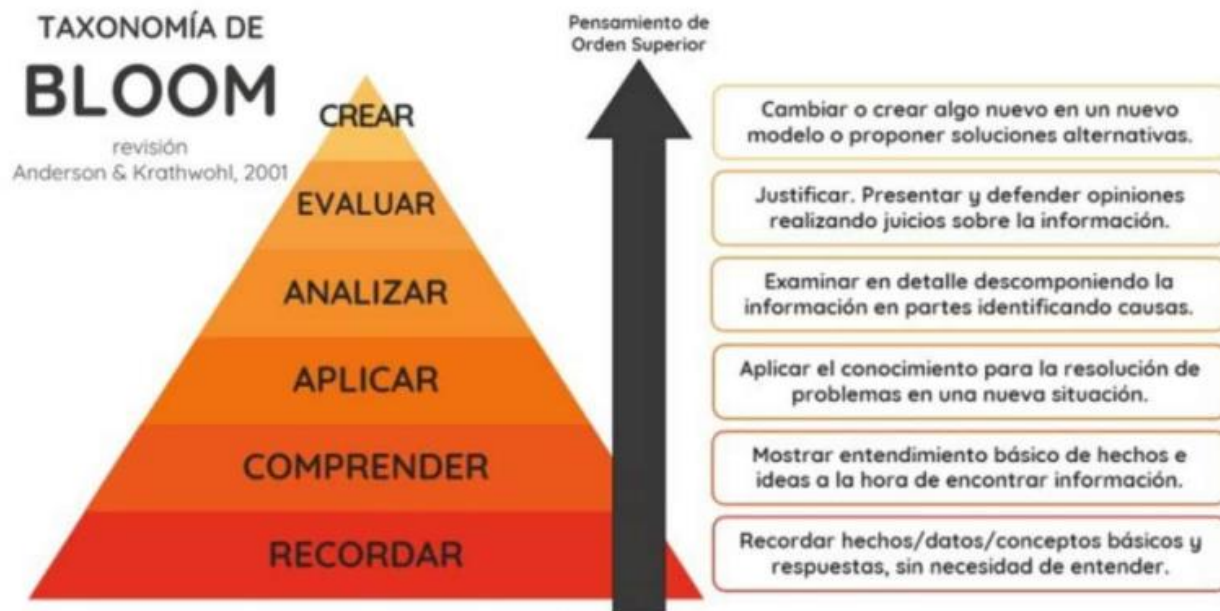 TAXONOMÍA DE
BLOOM
revisión
Anderson & Krathwohl, 2001
Pensamiento de
Orden Superior
CREAR
Cambiar o crear algo nuevo en un nuevo
modelo o proponer soluciones alternativas.
EVALUAR
Justificar. Presentar y defender opiniones
realizando juicios sobre la información.
ANALIZAR
Examinar en detalle descomponiendo la
información en partes identificando causas.
APLICAR
Aplicar el conocimiento para la resolución de
problemas en una nueva situación.
COMPRENDER
Mostrar entendimiento básico de hechos e
ideas a la hora de encontrar información.
RECORDAR
Recordar hechos/datos/conceptos básicos y
respuestas, sin necesidad de entender.